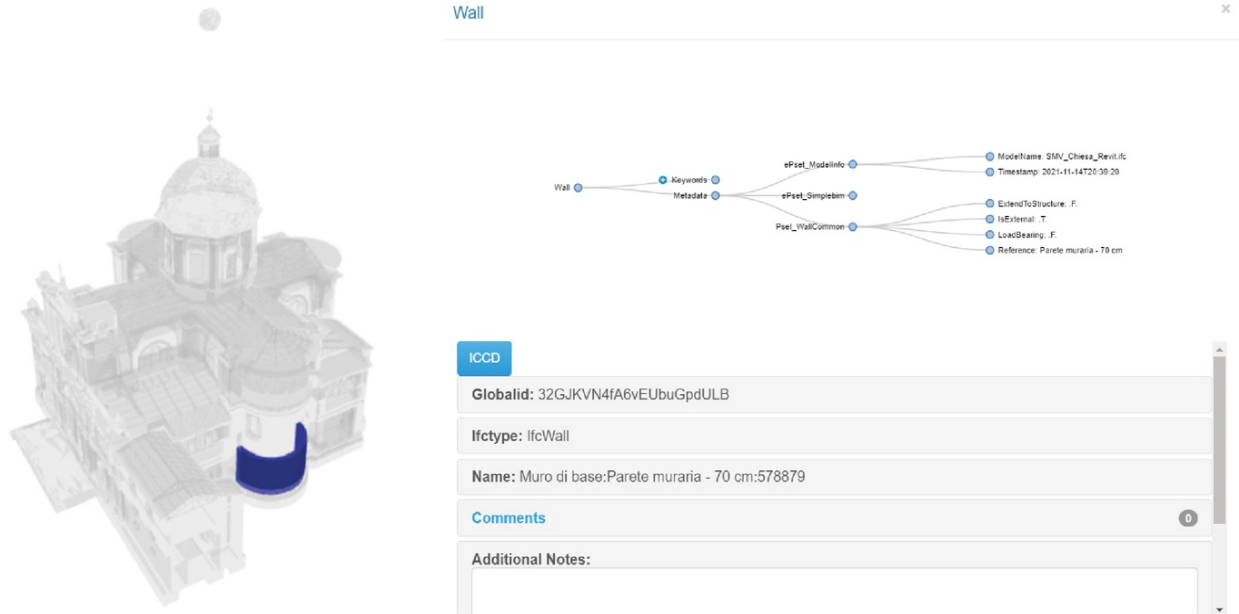 Wall
×
Wall
Keywords
Metadata
ePset_ModelInfo
ePset_Simplebim
Pset_WallCommon
ModelName: SMV_Chiesa_Revit.ifc
Timestamp: 2021-11-14T20:39:20
ExtendToStructure: .F.
IsExternal: .T.
LoadBearing: .F.
Reference: Parete muraria - 70 cm
ICCD
Globalid: 32GJKVN4fA6vEUbuGpdULB
Ifctype: IfcWall
Name: Muro di base:Parete muraria - 70 cm:578879
Comments 0
Additional Notes: